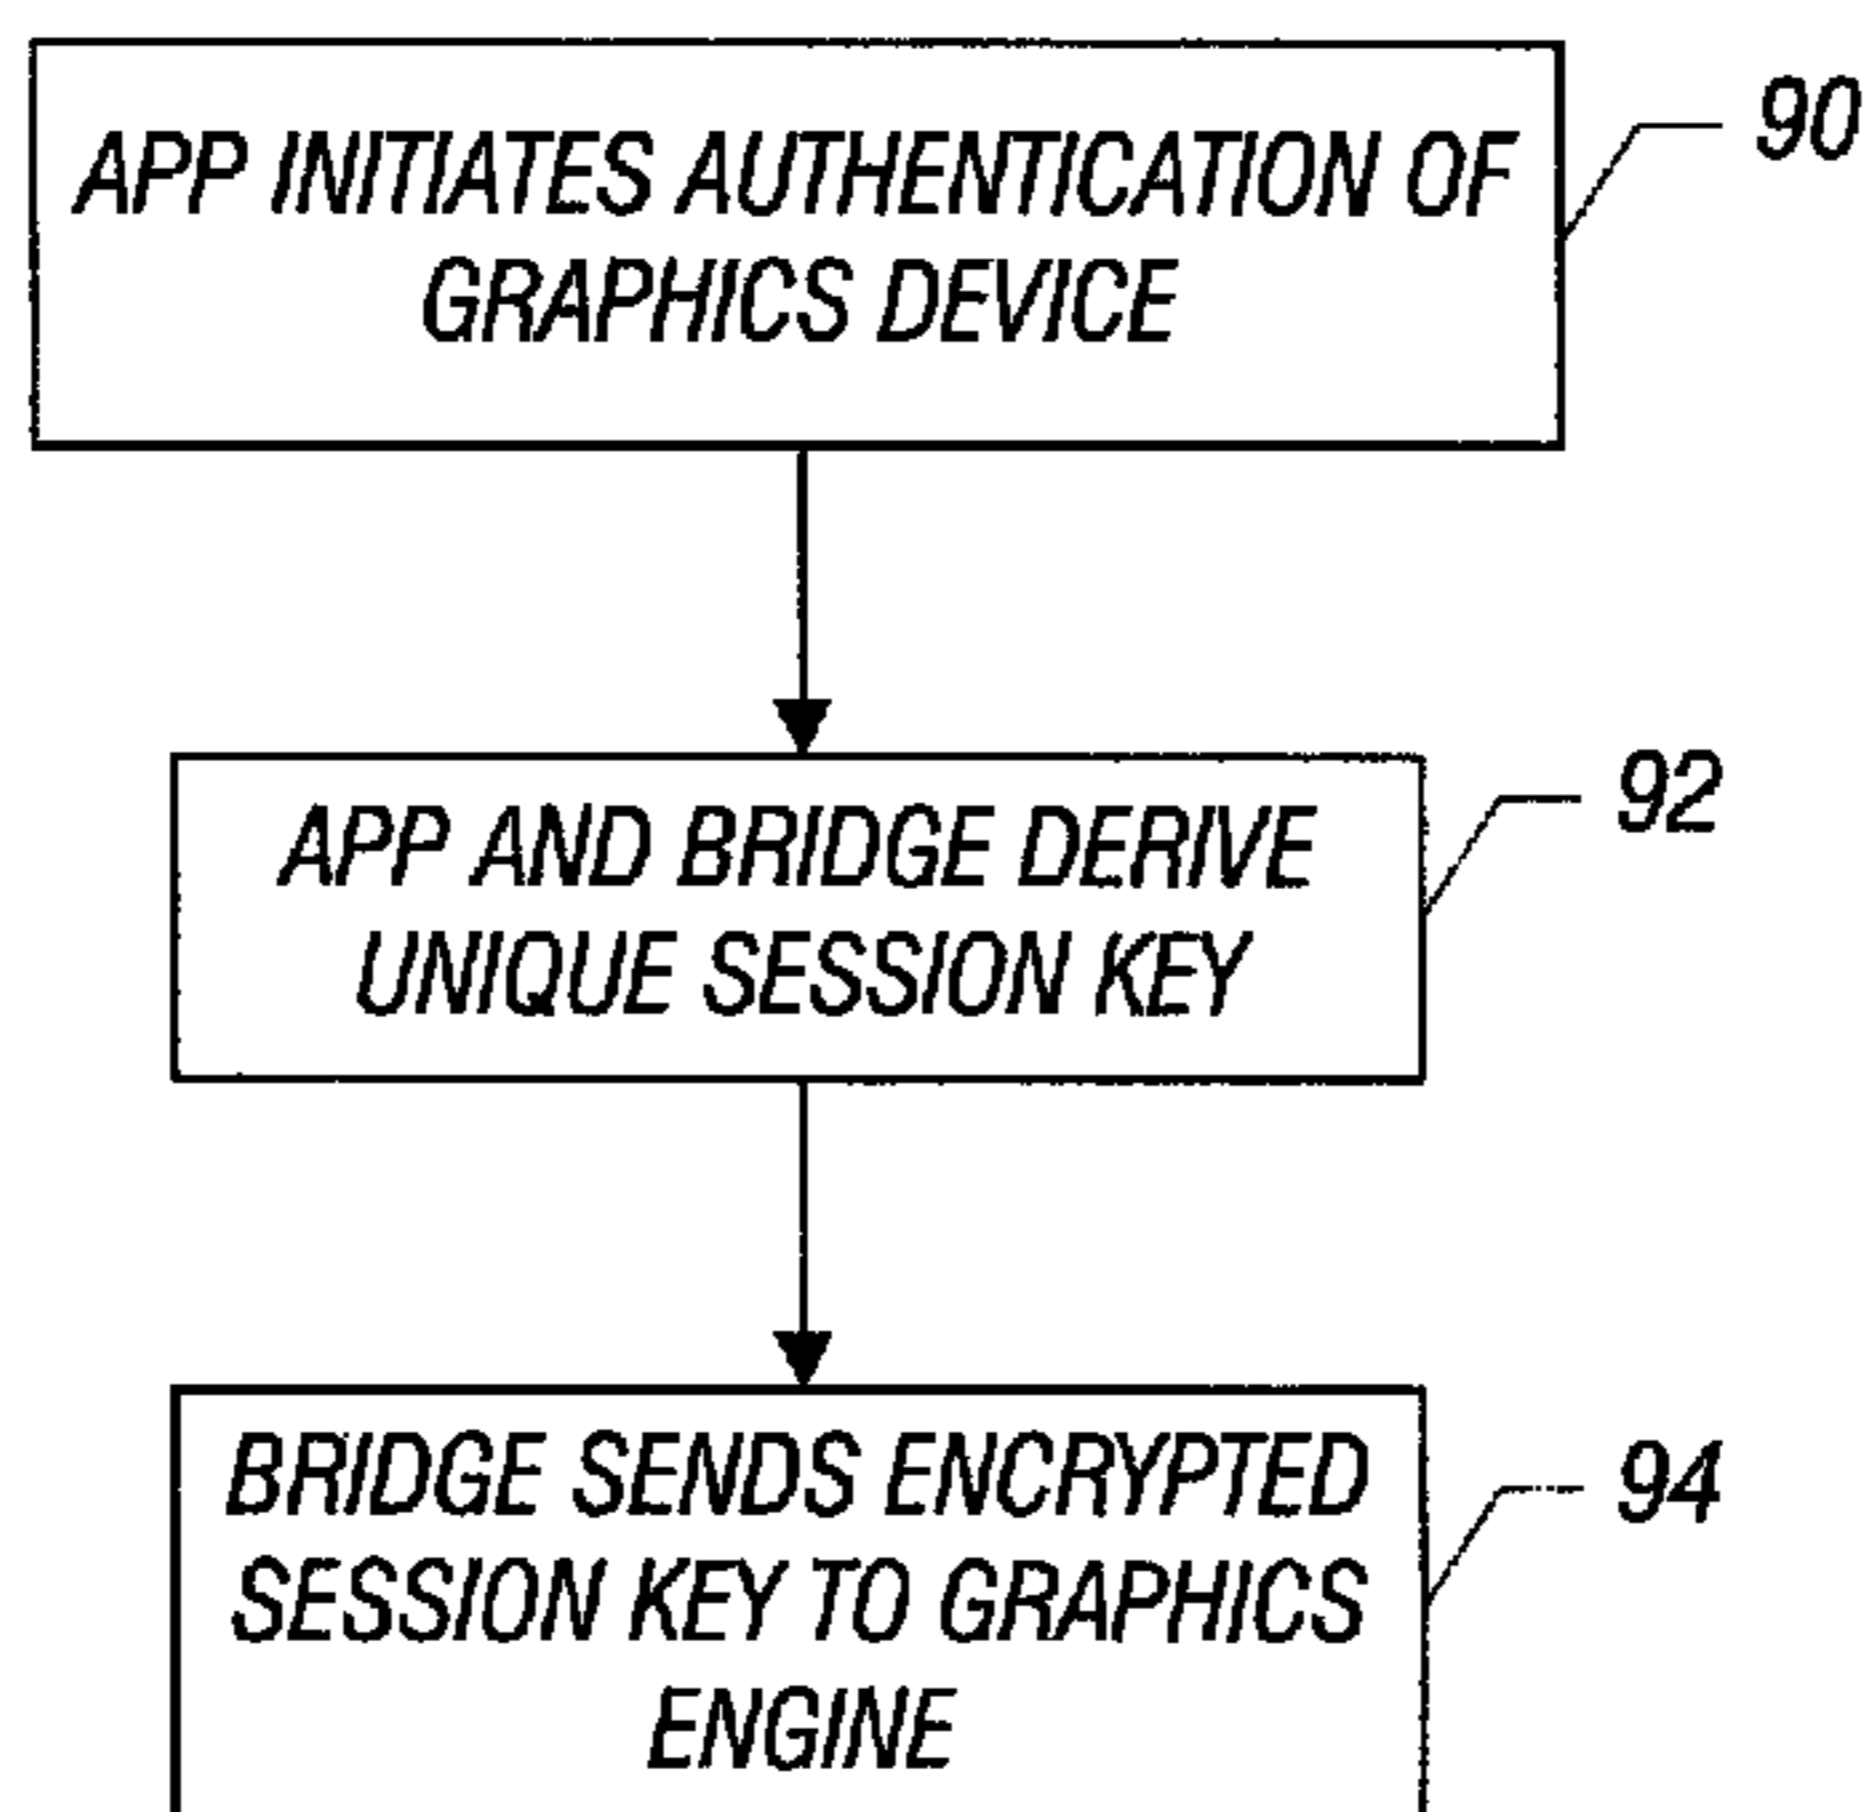 APP INITIATES AUTHENTICATION OF
GRAPHICS DEVICE
90
APP AND BRIDGE DERIVE
UNIQUE SESSION KEY
92
BRIDGE SENDS ENCRYPTED
SESSION KEY TO GRAPHICS
ENGINE
94